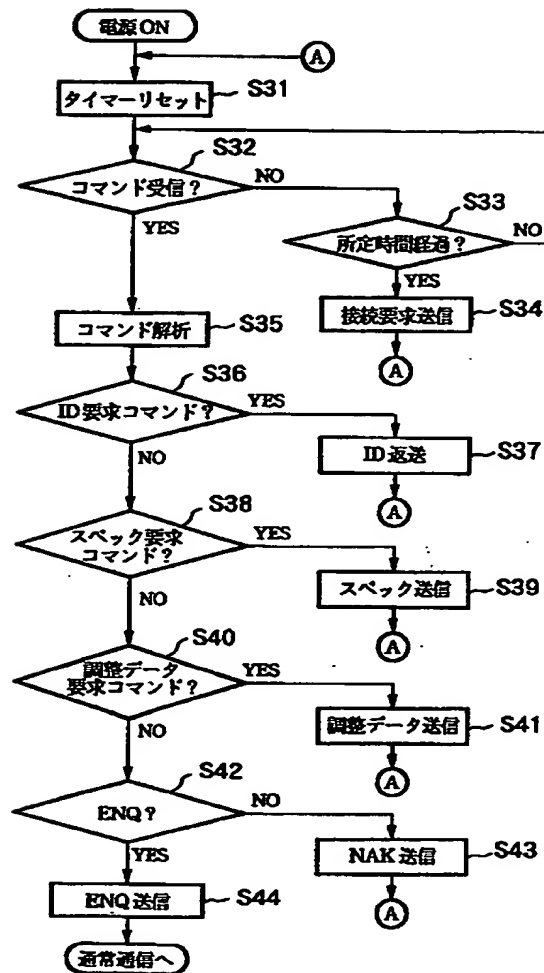 電源ON
A
タイマーリセット
S31
S32
コマンド受信?
NO
YES
S33
所定時間経過?
NO
YES
接続要求送信
S34
A
コマンド解析
S35
S36
ID要求コマンド?
YES
NO
ID返送
S37
A
S38
スペック要求
コマンド?
YES
NO
スペック送信
S39
A
S40
調整データ
要求コマンド?
YES
NO
調整データ送信
S41
A
S42
ENQ?
NO
YES
NAK送信
S43
A
ENQ送信
S44
通常通信へ